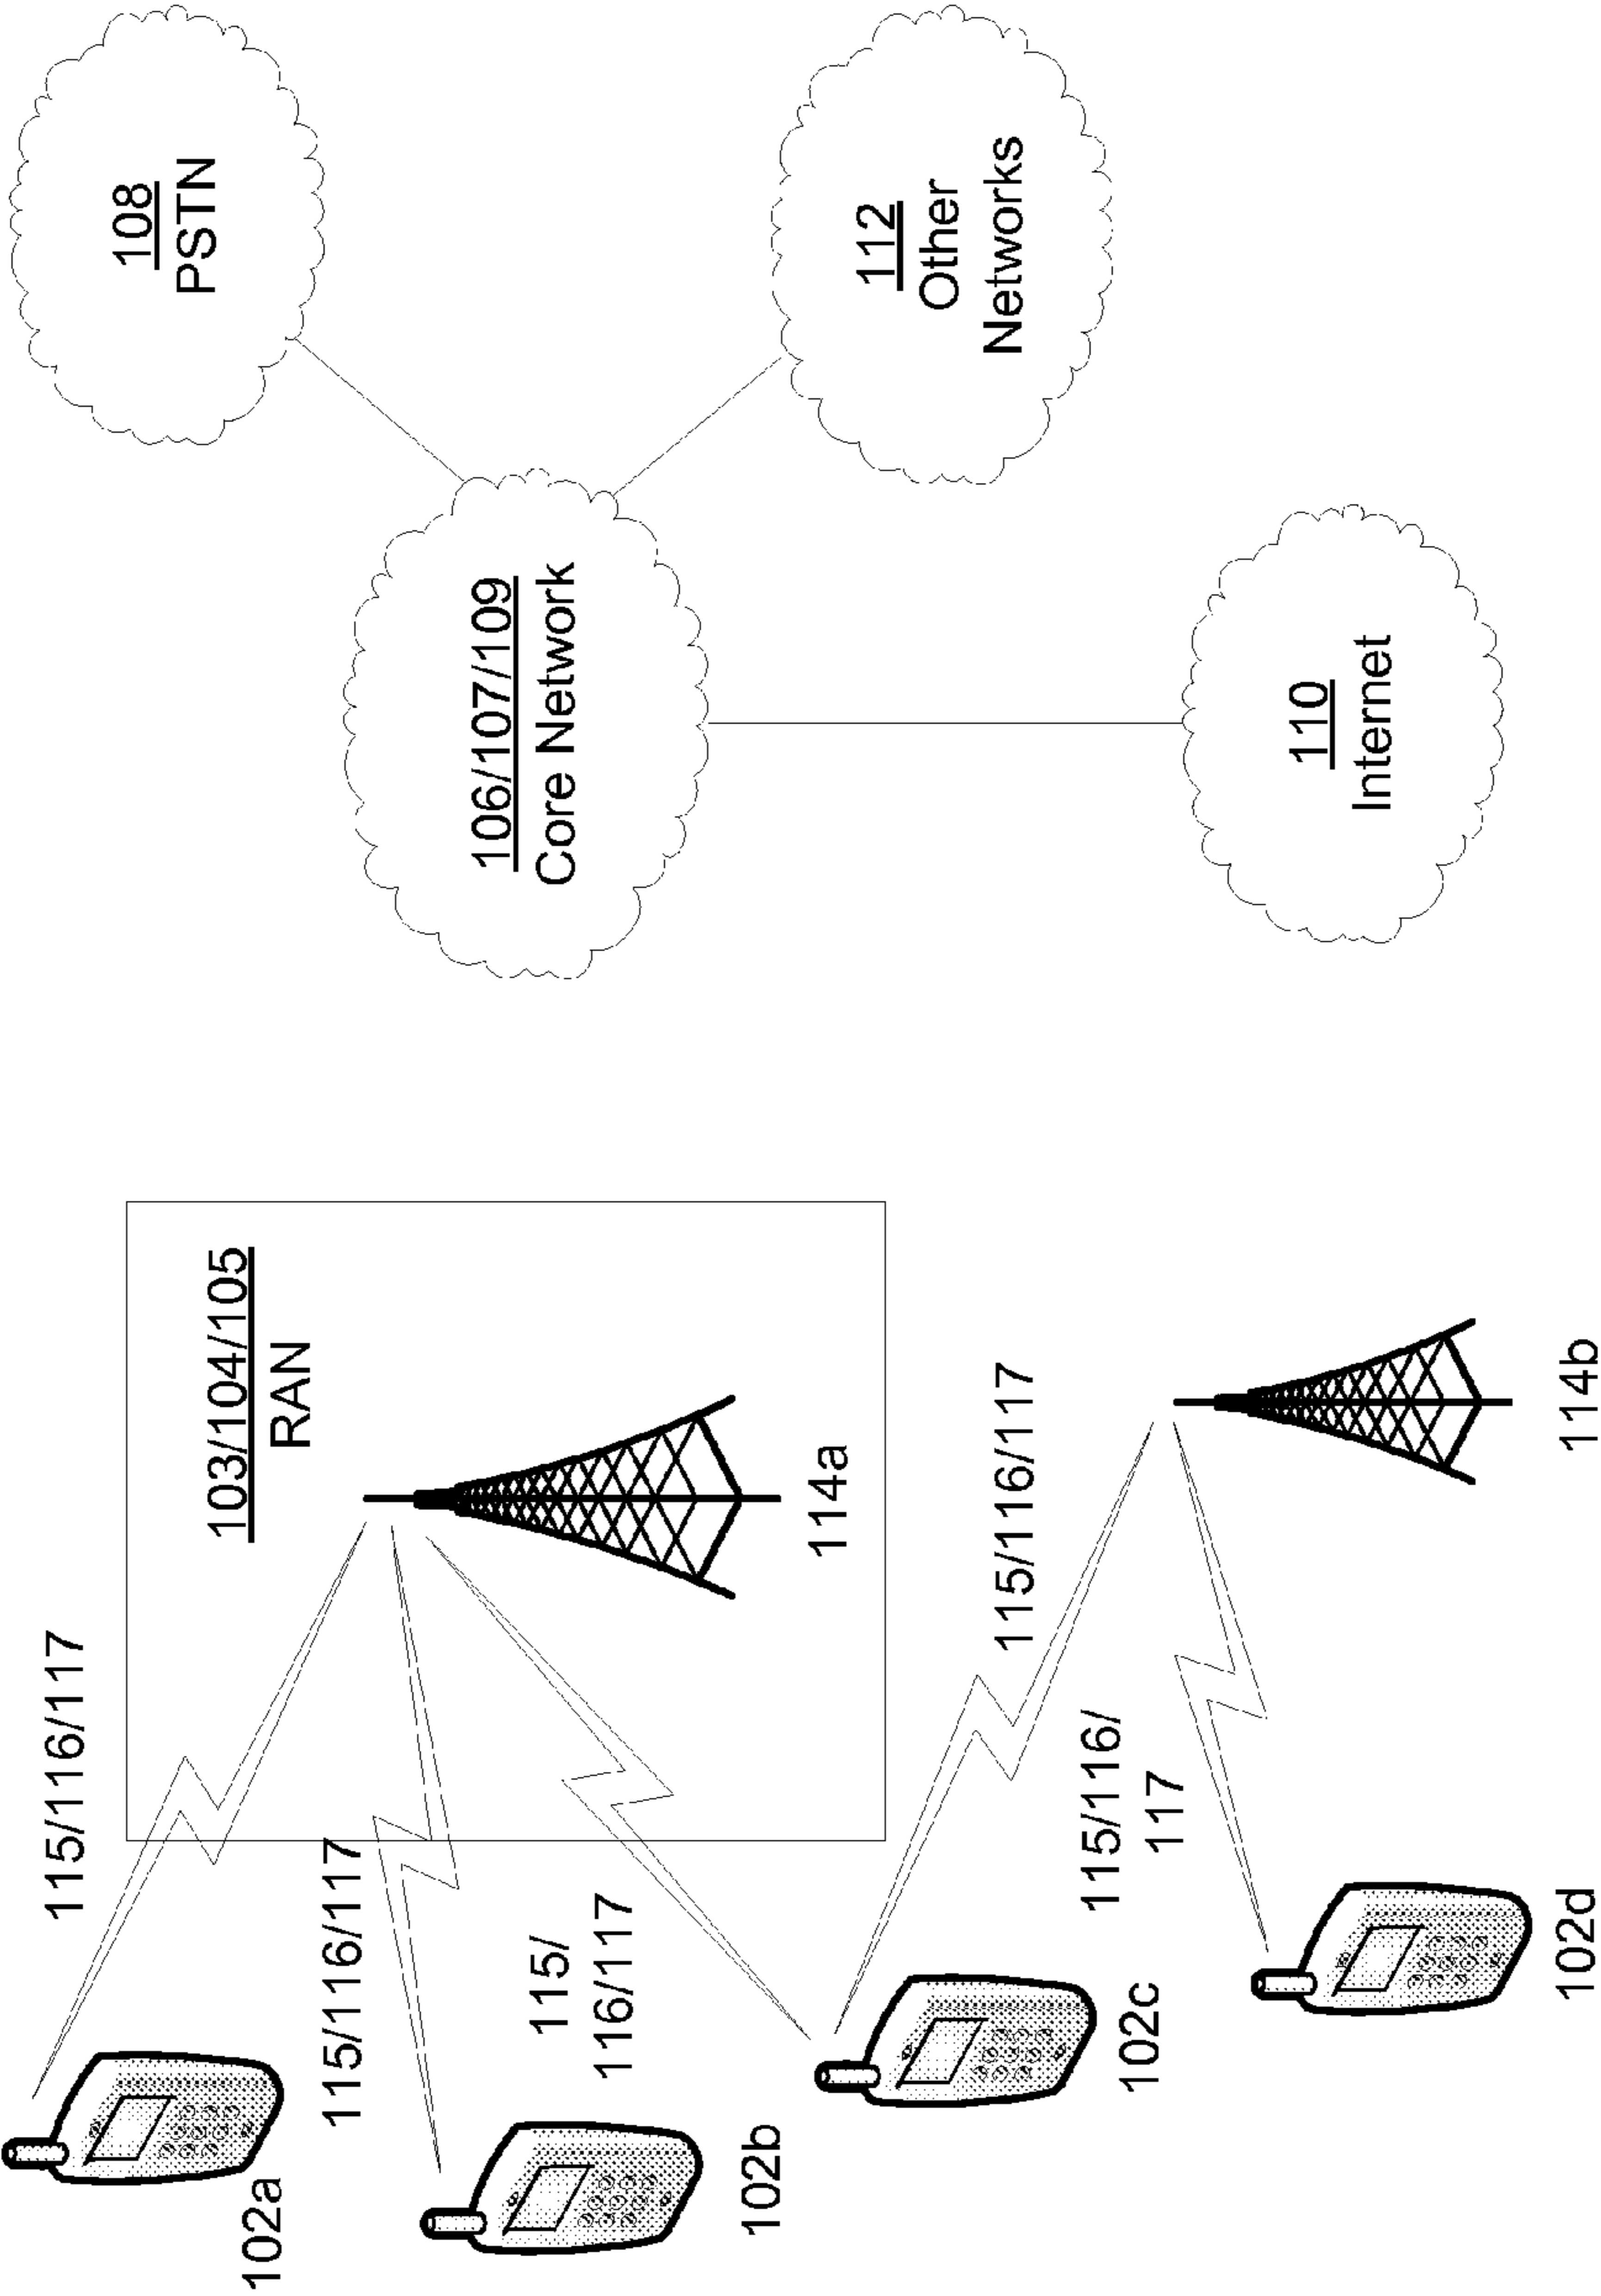 102a
115/116/117
103/104/105
RAN
108
PSTN
115/116/117
102b
115/
116/117
114a
106/107/109
Core Network
112
Other
Networks
102c
115/116/117
115/116/
117
102d
114b
110
Internet